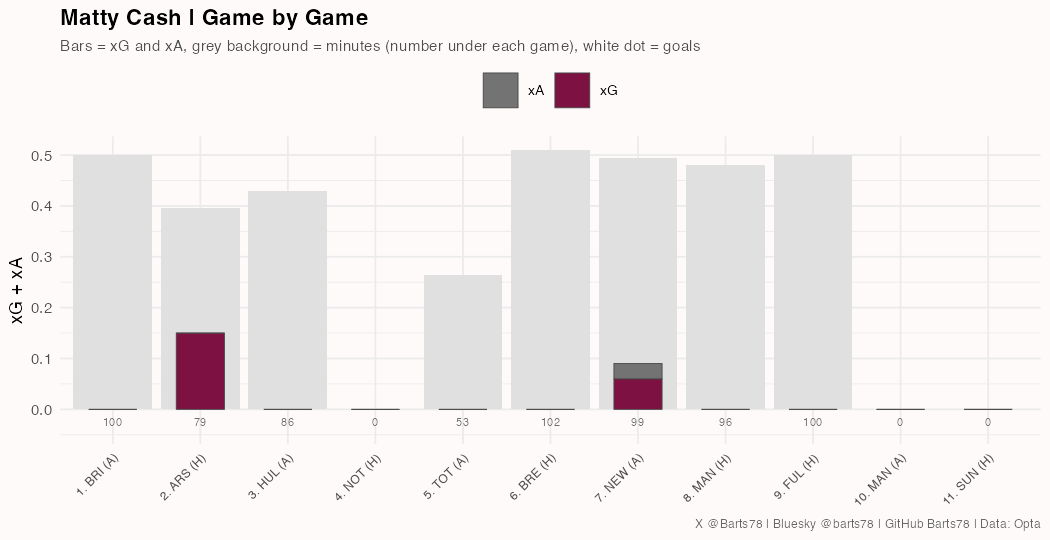 Matty Cash | Game by Game
Bars = xG and xA, grey background = minutes (number under each game), white dot = goals
xA
xG
xG + xA
0.5
0.4
0.3
0.2
0.1
0.0
100
79
86
0
53
102
99
96
100
0
0
1. BRI (A)
2. ARS (H)
3. HUL (A)
4. NOT (H)
5. TOT (A)
6. BRE (H)
7. NEW (A)
8. MAN (H)
9. FUL (H)
10. MAN (A)
11. SUN (H)
X @Barts78 | Bluesky @barts78 | GitHub Barts78 | Data: Opta